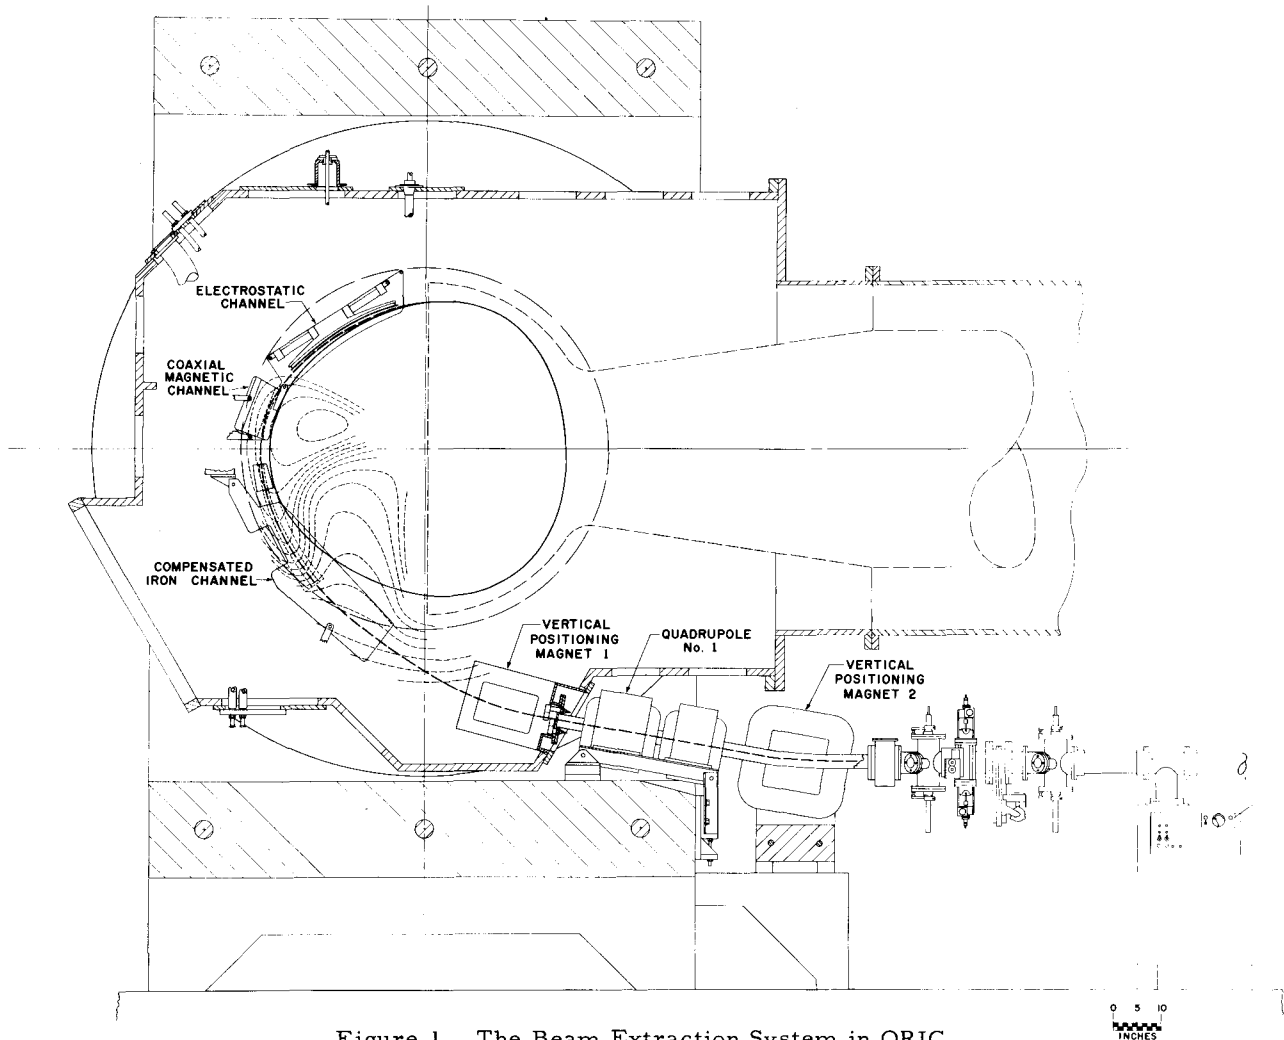 ELECTROSTATIC
CHANNEL
COAXIAL
MAGNETIC
CHANNEL
COMPENSATED
IRON CHANNEL
VERTICAL
POSITIONING
MAGNET 1
QUADRUPOLE
No. 1
VERTICAL
POSITIONING
MAGNET 2
0 5 10
INCHES
Figure 1. The Beam Extraction System in ORIC